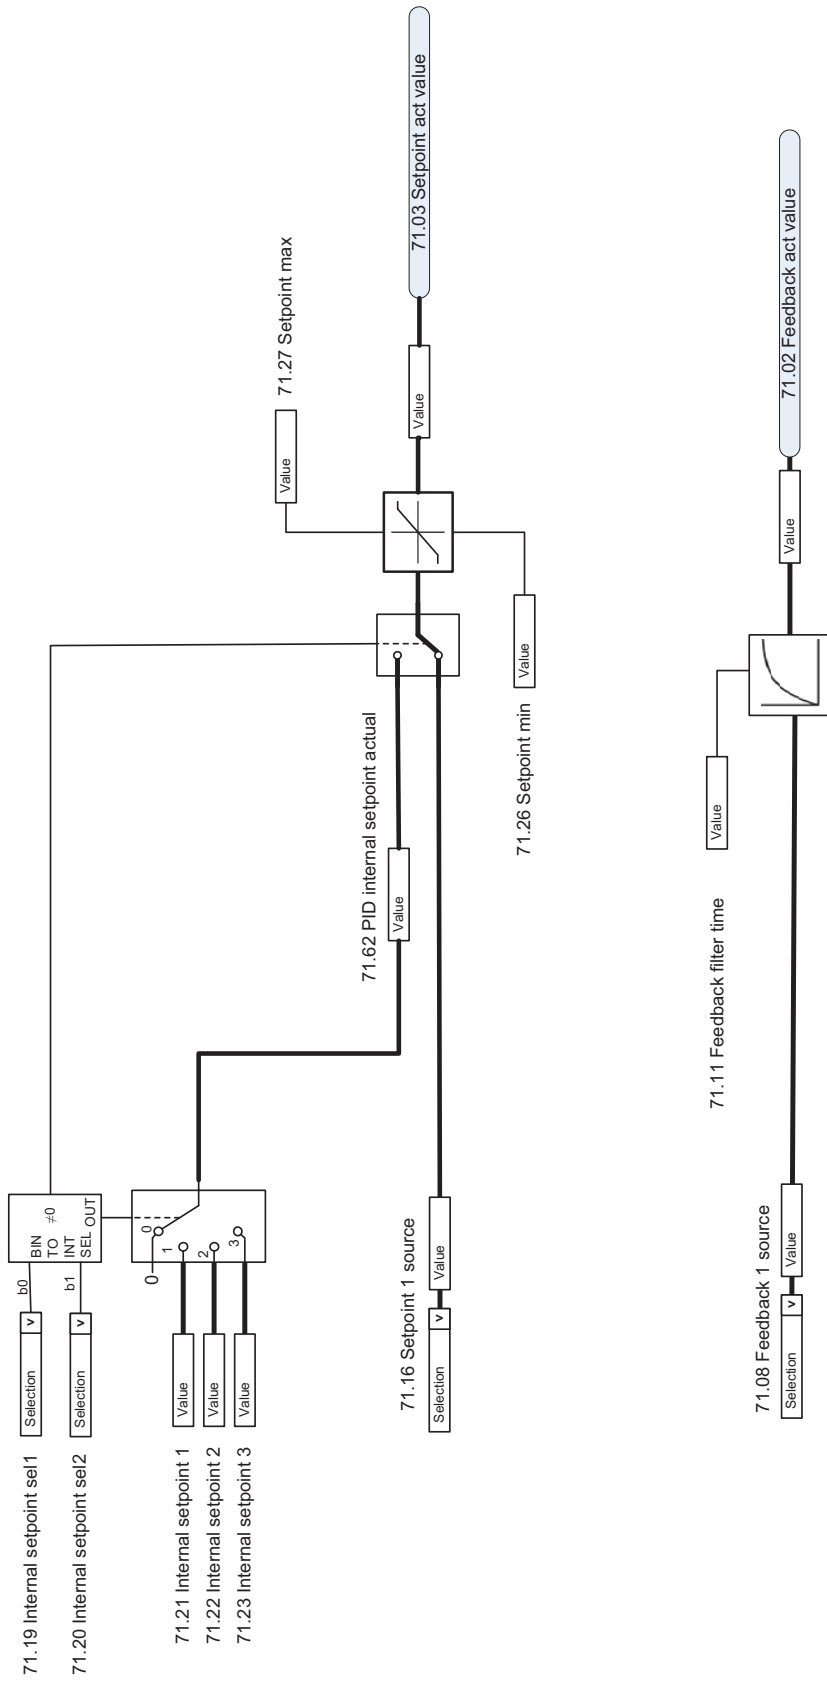 71.19 Internal setpoint sel1
Selection
v
b0
71.20 Internal setpoint sel2
Selection
v
b1
BIN
TO
INT
SEL
≠0
OUT
0
0
1
2
3
71.21 Internal setpoint 1
Value
71.22 Internal setpoint 2
Value
71.23 Internal setpoint 3
Value
71.62 PID internal setpoint actual
Value
71.16 Setpoint 1 source
Selection
v
Value
71.27 Setpoint max
Value
71.26 Setpoint min
Value
Value
71.03 Setpoint act value
71.11 Feedback filter time
Value
71.08 Feedback 1 source
Selection
v
Value
Value
71.02 Feedback act value